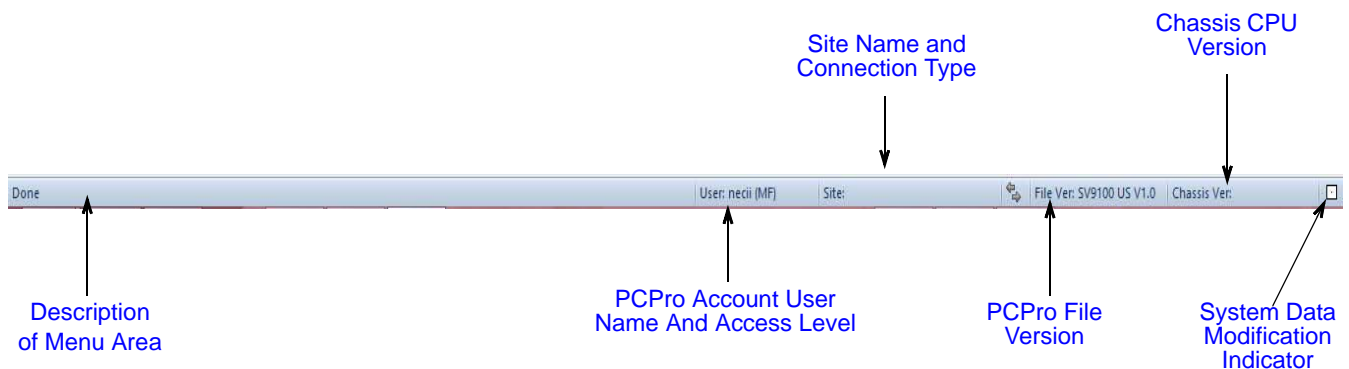 Chassis CPU
Version
Site Name and
Connection Type
Done
User: necii (MF)
Site:
File Ver: SV9100 US V1.0
Chassis Ver:
Description
of Menu Area
PCPro Account User
Name And Access Level
PCPro File
Version
System Data
Modification
Indicator